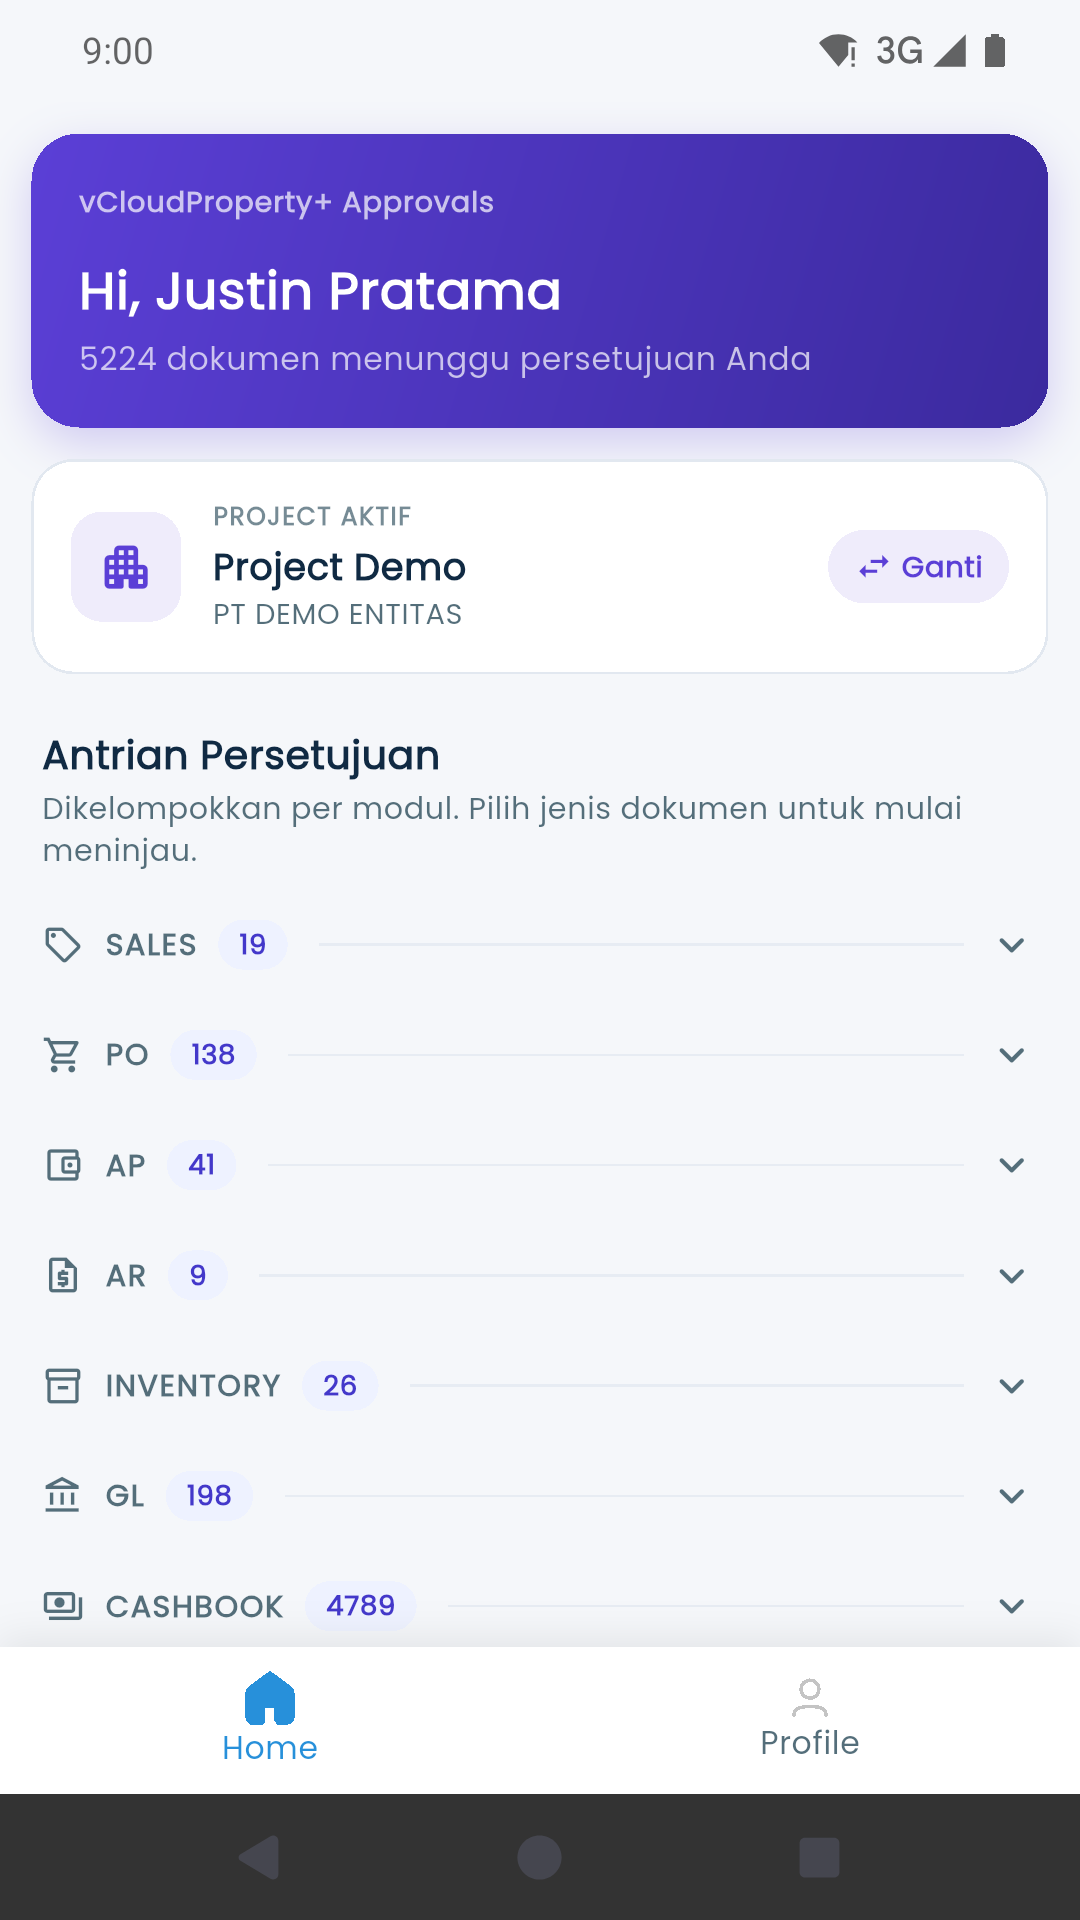 9:00
3G
vCloudProperty+ Approvals
Hi, Justin Pratama
5224 dokumen menunggu persetujuan Anda
PROJECT AKTIF
Project Demo
PT DEMO ENTITAS
Ganti
Antrian Persetujuan
Dikelompokkan per modul. Pilih jenis dokumen untuk mulai
meninjau.
SALES 19
PO 138
AP 41
AR 9
INVENTORY 26
GL 198
CASHBOOK 4789
Home
Profile